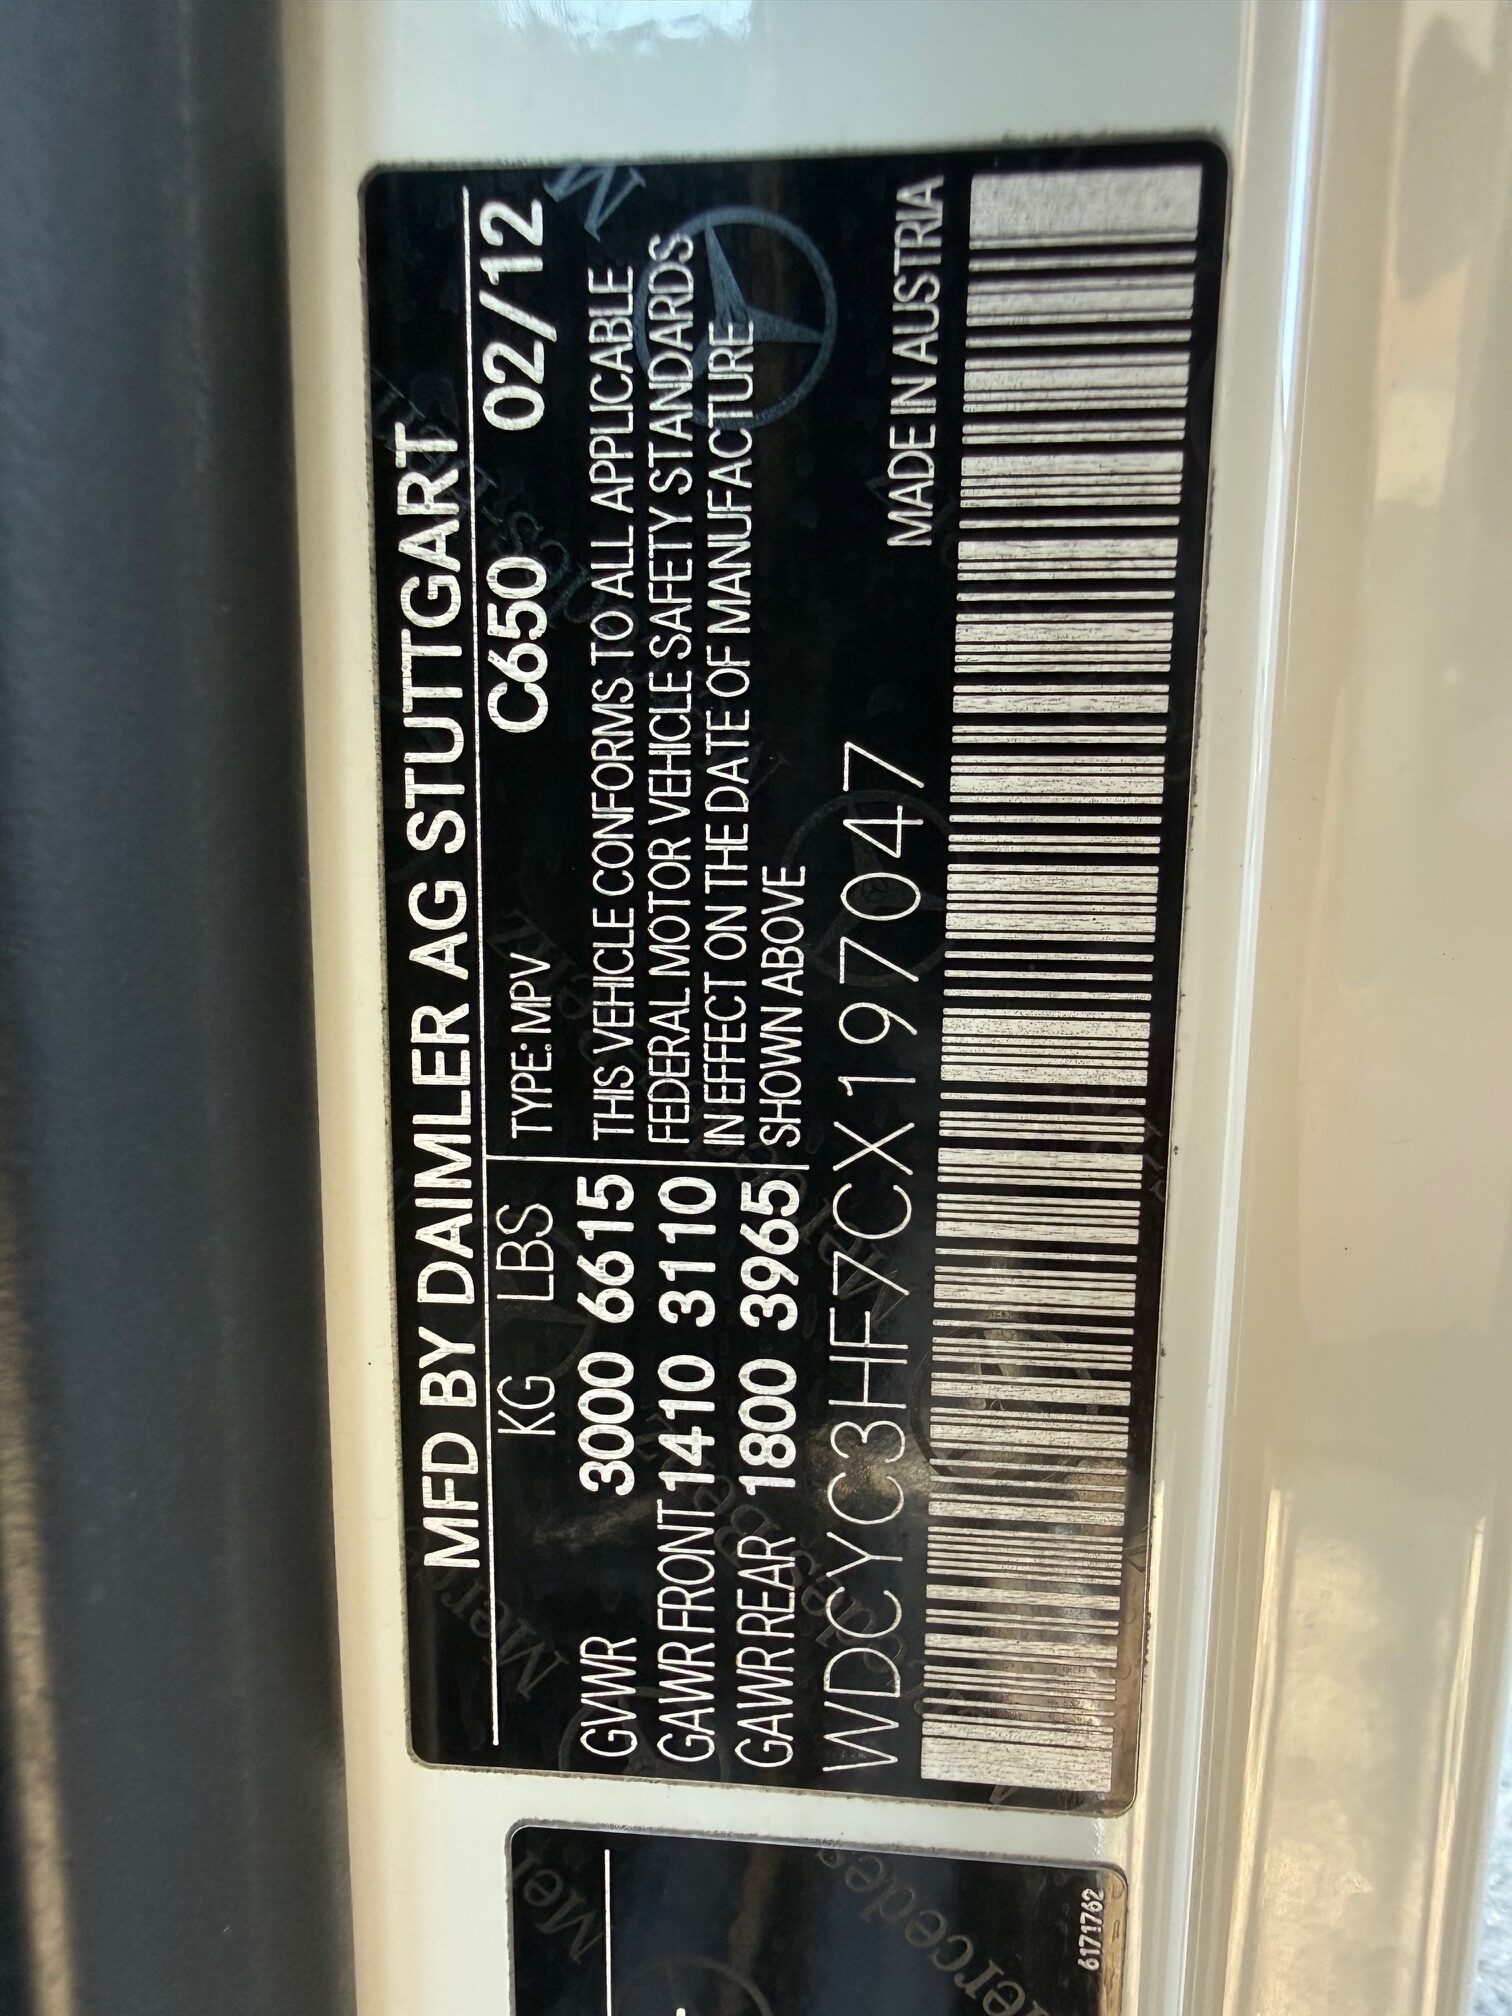 MFD BY DAIMLER AG STUTTGART
KG LBS TYPE: MPV C650 02/12
GVWR 3000 6615 THIS VEHICLE CONFORMS TO ALL APPLICABLE
GAWR FRONT 1410 3110 FEDERAL MOTOR VEHICLE SAFETY STANDARDS
GAWR REAR 1800 3965 IN EFFECT ON THE DATE OF MANUFACTURE
SHOWN ABOVE
WDCYC3HF7CX197047 MADE IN AUSTRIA
6171762